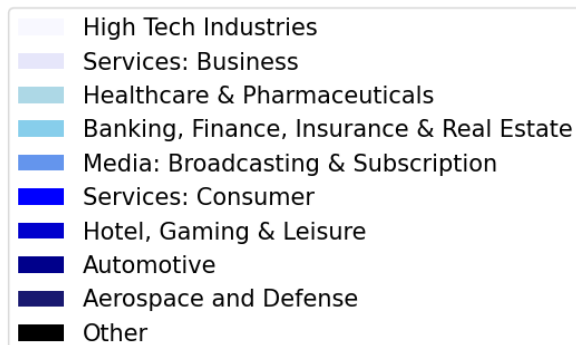 High Tech Industries
Services: Business
Healthcare & Pharmaceuticals
Banking, Finance, Insurance & Real Estate
Media: Broadcasting & Subscription
Services: Consumer
Hotel, Gaming & Leisure
Automotive
Aerospace and Defense
Other